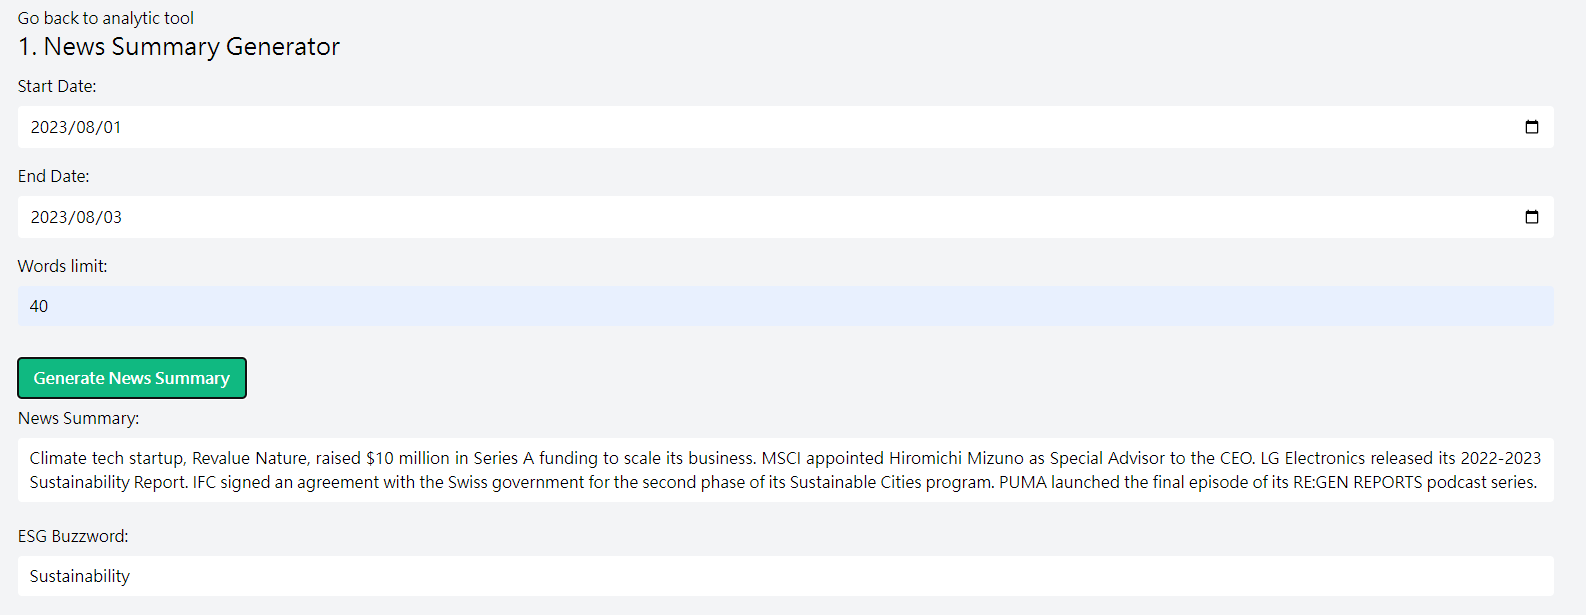 Go back to analytic tool
1. News Summary Generator
Start Date:
2023/08/01
End Date:
2023/08/03
Words limit:
40
Generate News Summary
News Summary:
Climate tech startup, Revalue Nature, raised $10 million in Series A funding to scale its business. MSCI appointed Hiromichi Mizuno as Special Advisor to the CEO. LG Electronics released its 2022-2023
Sustainability Report. IFC signed an agreement with the Swiss government for the second phase of its Sustainable Cities program. PUMA launched the final episode of its RE:GEN REPORTS podcast series.
ESG Buzzword:
Sustainability